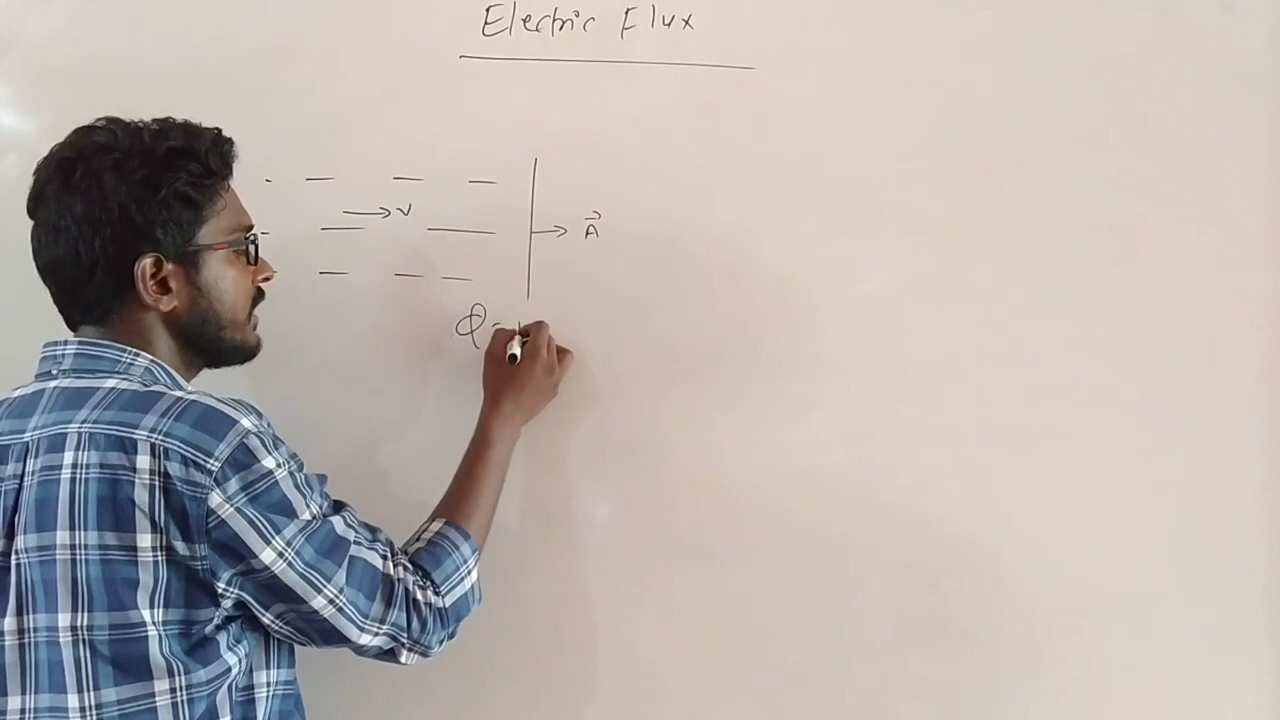 Electric Flux
v
A⃗
Φ =